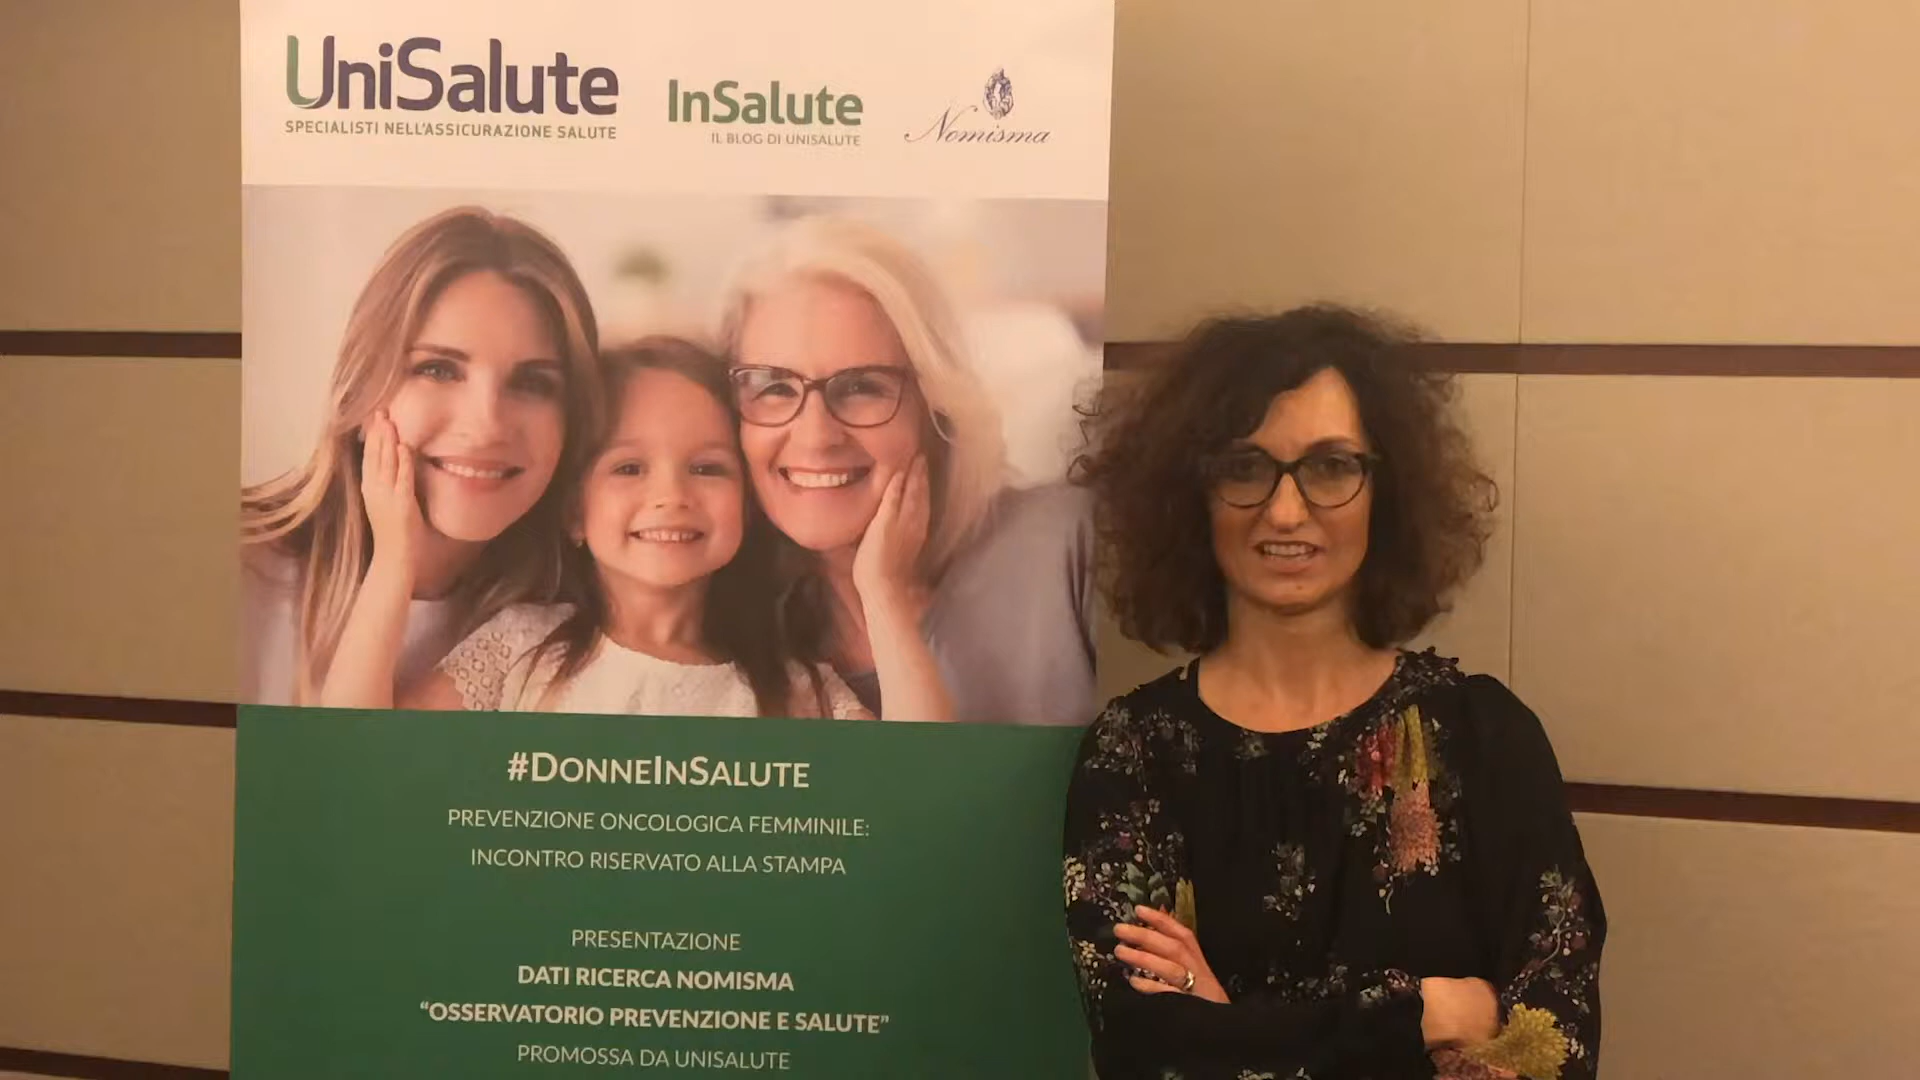 UniSalute
SPECIALISTI NELL'ASSICURAZIONE SALUTE
InSalute
IL BLOG DI UNISALUTE
Nomisma
#DONNEINSALUTE
PREVENZIONE ONCOLOGICA FEMMINILE:
INCONTRO RISERVATO ALLA STAMPA
PRESENTAZIONE
DATI RICERCA NOMISMA
“OSSERVATORIO PREVENZIONE E SALUTE”
PROMOSSA DA UNISALUTE